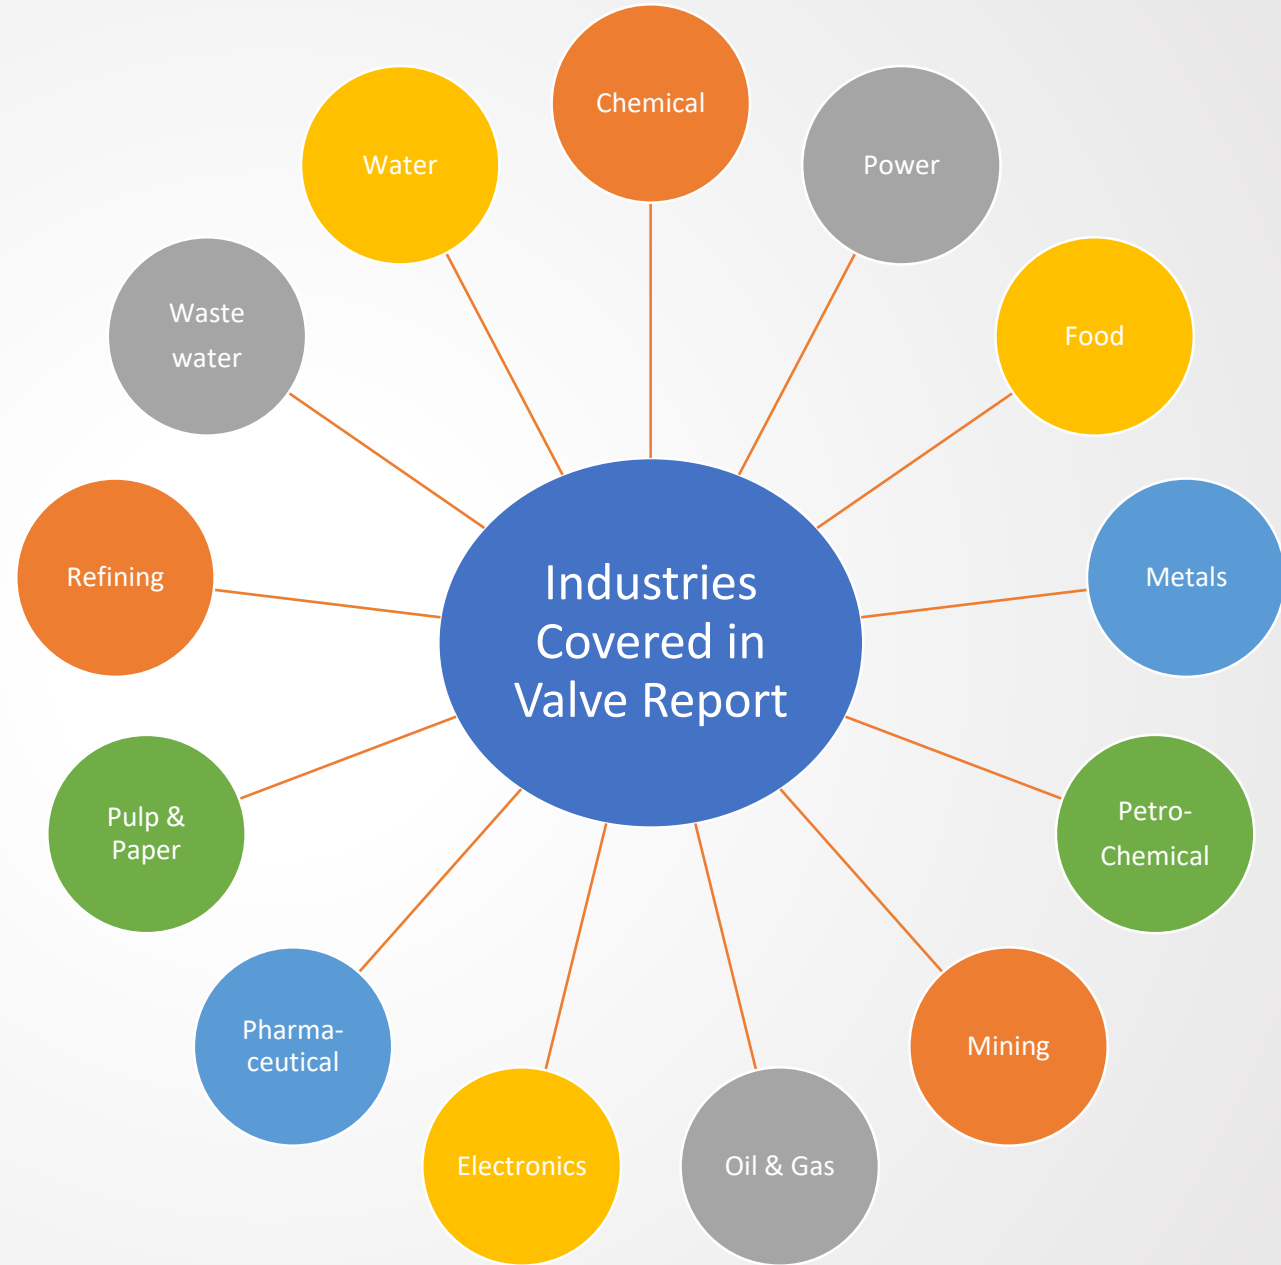 Chemical
Power
Food
Metals
Petro-
Chemical
Mining
Oil & Gas
Electronics
Pharma-
ceutical
Pulp &
Paper
Refining
Waste
water
Water
Industries
Covered in
Valve Report